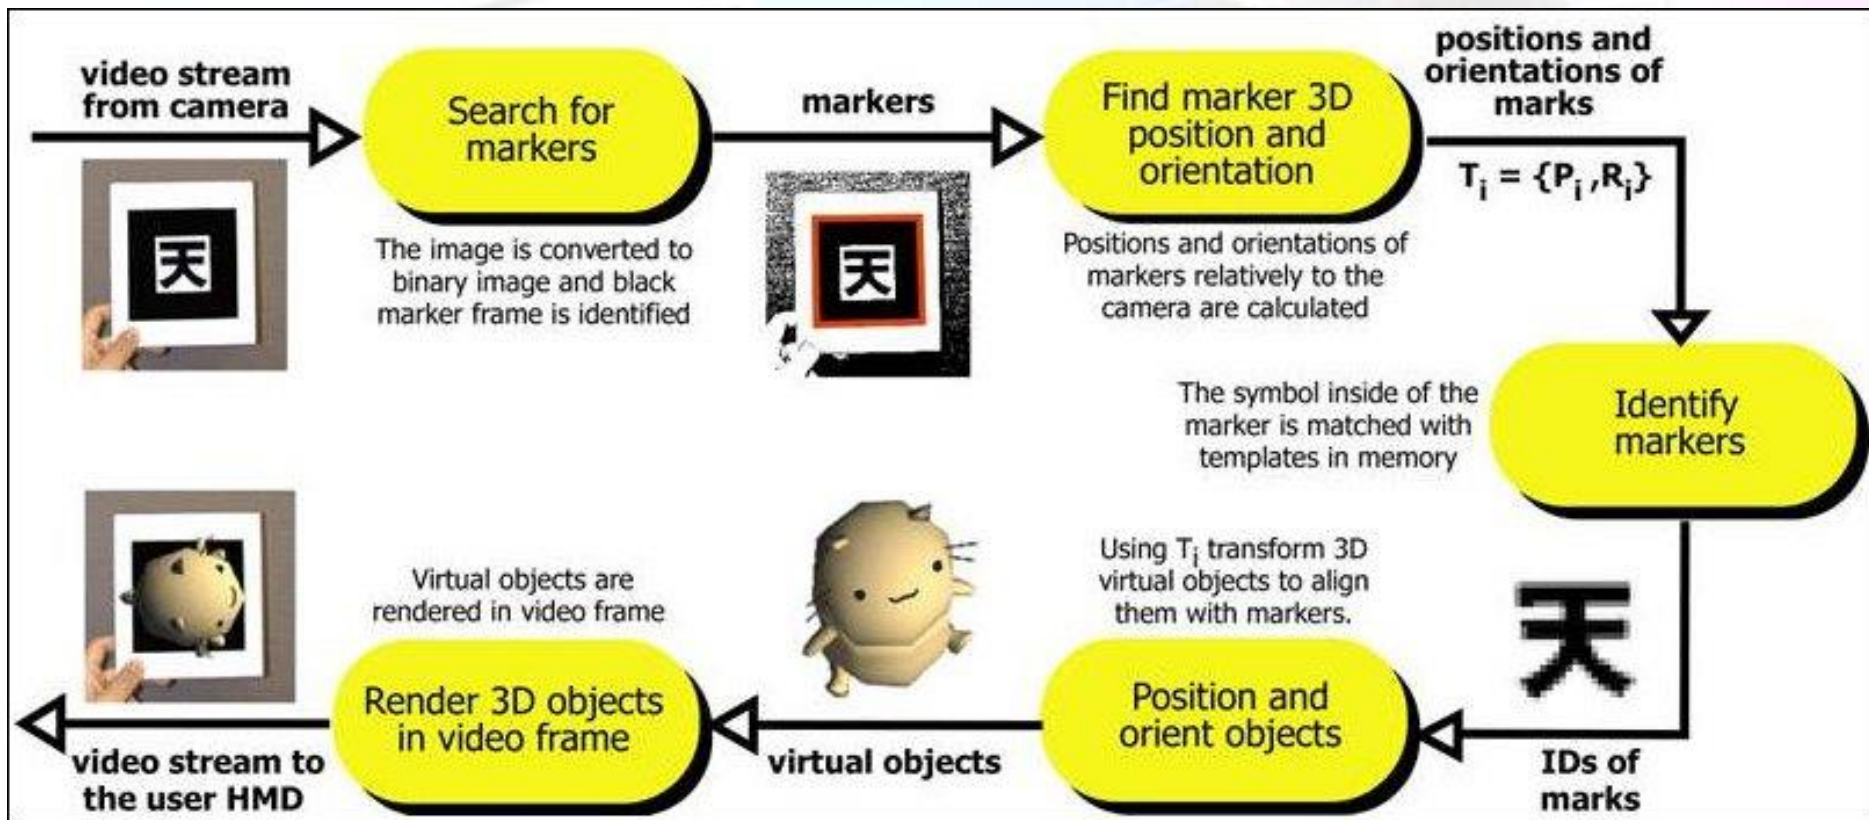 video stream
from camera
天
Search for
markers
The image is converted to
binary image and black
marker frame is identified
markers
天
Find marker 3D
position and
orientation
Positions and orientations of
markers relatively to the
camera are calculated
positions and
orientations of
marks
Ti = {Pi ,Ri}
Identify
markers
The symbol inside of the
marker is matched with
templates in memory
天
IDs of
marks
Position and
orient objects
Using Ti transform 3D
virtual objects to align
them with markers.
virtual objects
Render 3D objects
in video frame
Virtual objects are
rendered in video frame
video stream to
the user HMD